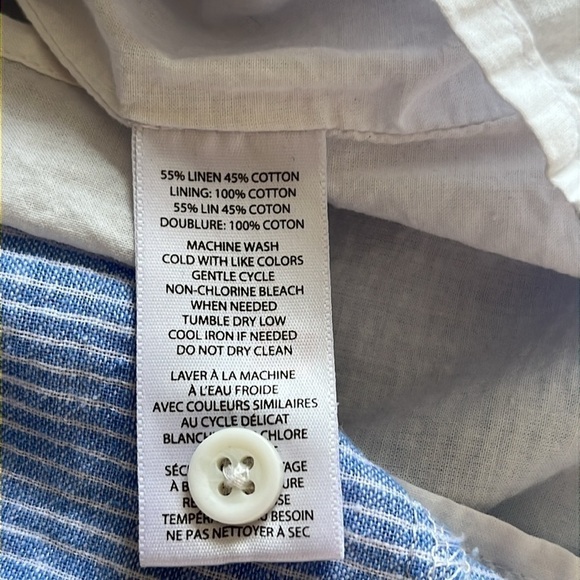 55% LINEN 45% COTTON
LINING: 100% COTTON
55% LIN 45% COTON
DOUBLURE: 100% COTON
MACHINE WASH
COLD WITH LIKE COLORS
GENTLE CYCLE
NON-CHLORINE BLEACH
WHEN NEEDED
TUMBLE DRY LOW
COOL IRON IF NEEDED
DO NOT DRY CLEAN
LAVER À LA MACHINE
À L'EAU FROIDE
AVEC COULEURS SIMILAIRES
AU CYCLE DÉLICAT
À
BESOIN
NE PAS NETTOYER À SEC